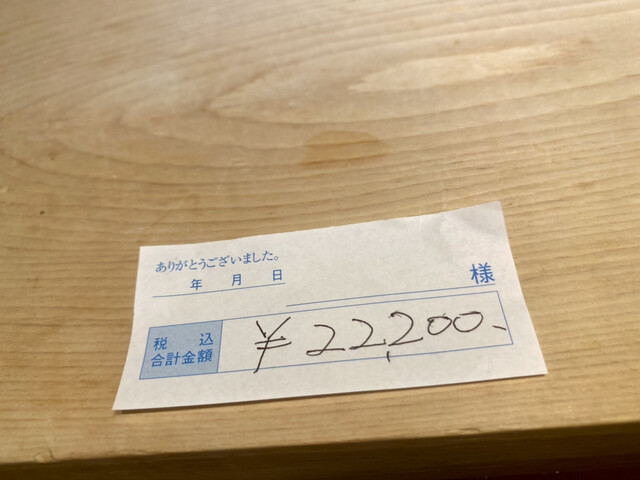 ありがとうございました。
年 月 日
様
税込
合計金額
¥22,200、